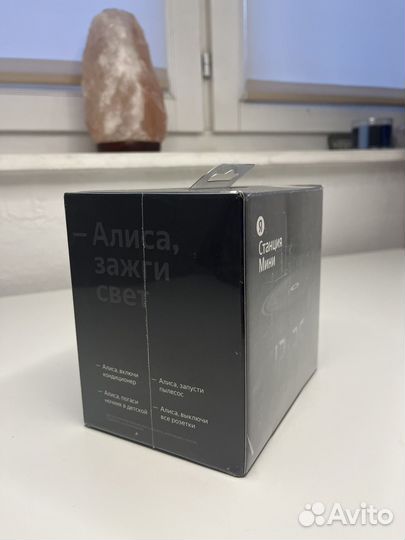 — Алиса,
зажги
свет
— Алиса, включи
кондиционер
— Алиса, погаси
ночник в детской
— Алиса, запусти
пылесос
— Алиса, выключи
все розетки
Я
Станция
Мини
Avito